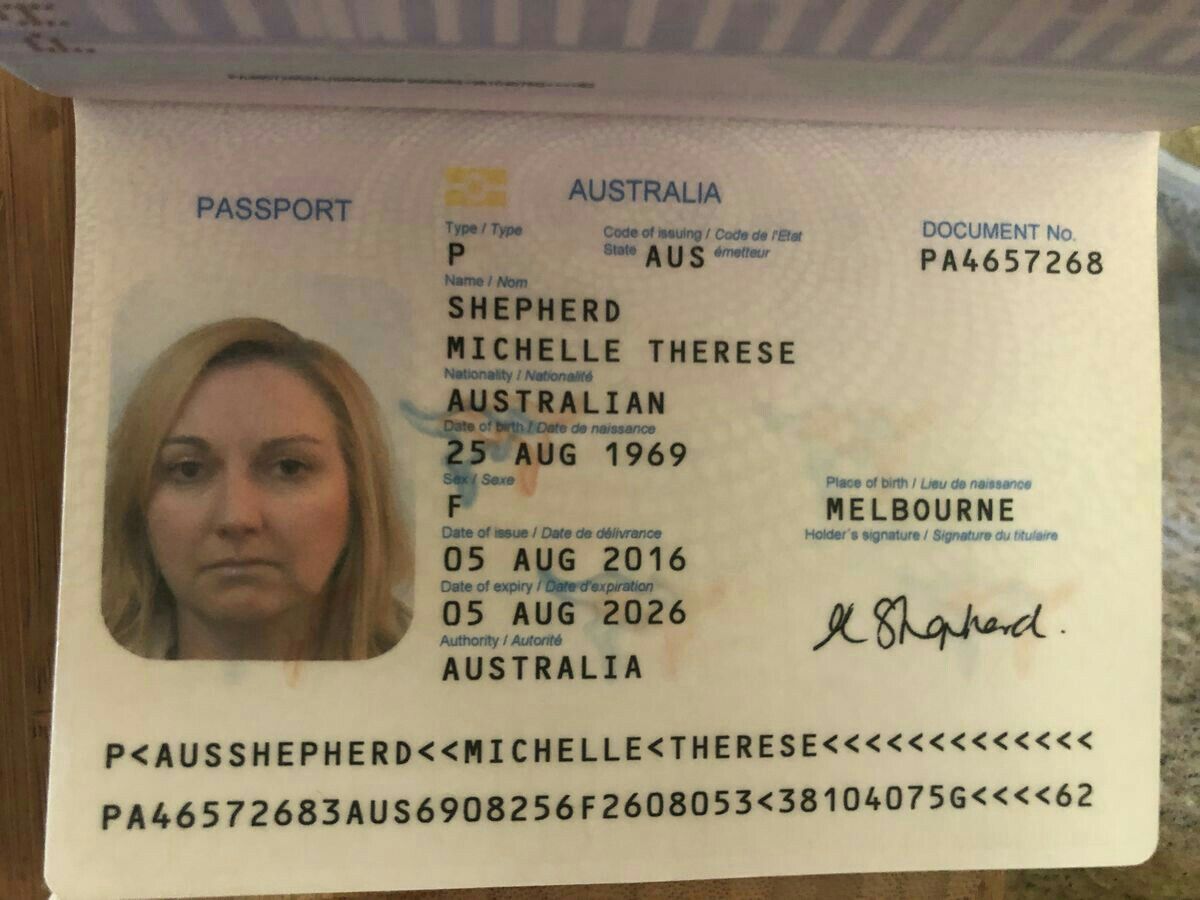 PASSPORT
AUSTRALIA
Type / Type
Code of issuing / Code de l'Etat
State émetteur
DOCUMENT No.
P
AUS
PA4657268
Name / Nom
SHEPHERD
MICHELLE THERESE
Nationality / Nationalité
AUSTRALIAN
Date of birth / Date de naissance
25 AUG 1969
Sex / Sexe
Place of birth / Lieu de naissance
F
MELBOURNE
Date of issue / Date de délivrance
Holder's signature / Signature du titulaire
05 AUG 2016
Date of expiry / Date d'expiration
05 AUG 2026
M Shepherd.
Authority / Autorité
AUSTRALIA
P<AUSSHEPHERD<<MICHELLE<THERESE<<<<<<<<<<<<<
PA46572683AUS6908256F2608053<38104075G<<<<62